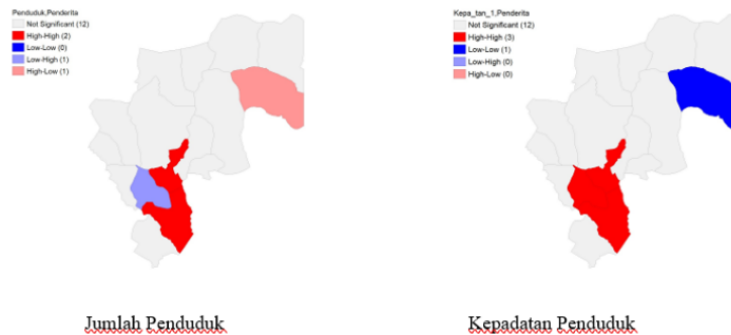 Penduduk,Penderita
Not Significant (12)
High-High (2)
Low-Low (0)
Low-High (1)
High-Low (1)
Jumlah Penduduk
Kepa_tan_1,Penderita
Not Significant (12)
High-High (3)
Low-Low (1)
Low-High (0)
High-Low (0)
Kepadatan Penduduk